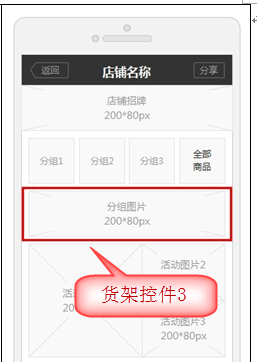 返回
店铺名称
分享
店铺招牌
200*80px
分组1
分组2
分组3
全部
商品
分组图片
200*80px
活动图片2
货架控件3
活动图片3
200*80px